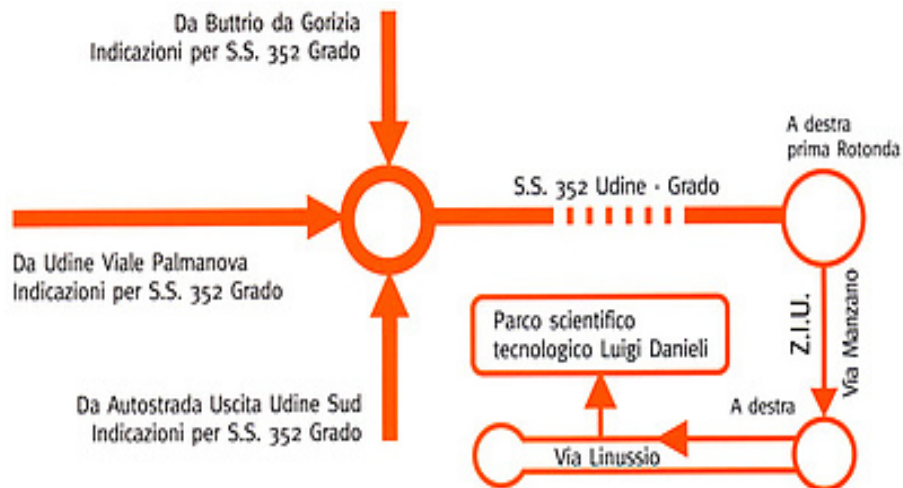 Da Buttrio da Gorizia
Indicazioni per S.S. 352 Grado
A destra
prima Rotonda
S.S. 352 Udine - Grado
Da Udine Viale Palmanova
Indicazioni per S.S. 352 Grado
Z.I.U.
Via Manzano
Parco scientifico
tecnologico Luigi Danieli
Da Autostrada Uscita Udine Sud
Indicazioni per S.S. 352 Grado
A destra
Via Linussio